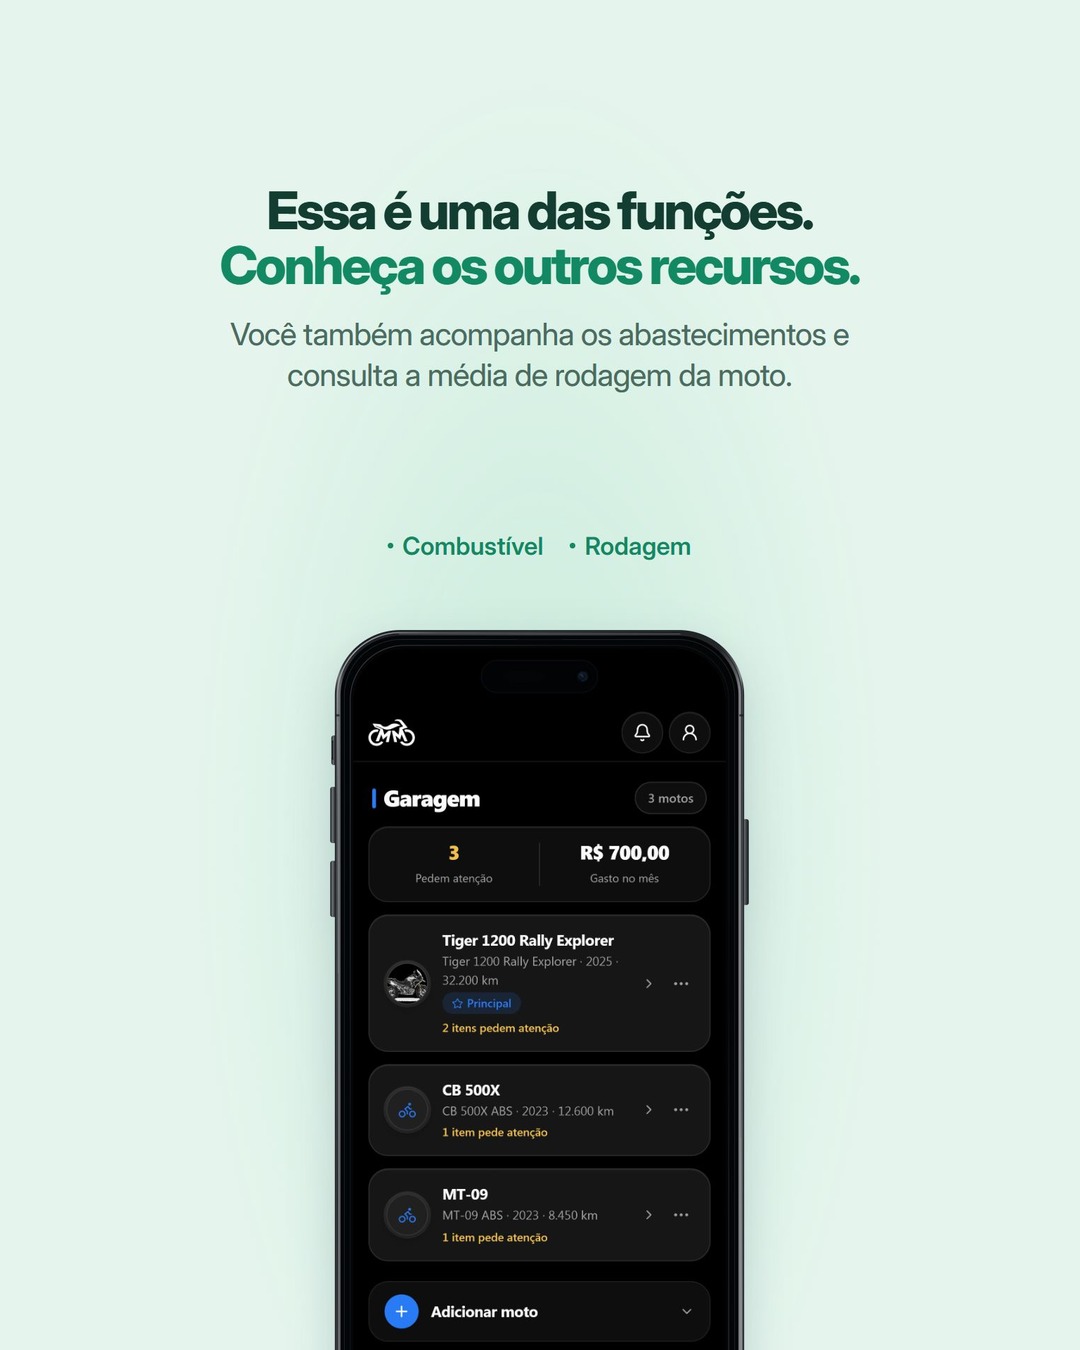 Essa é uma das funções.
Conheça os outros recursos.
Você também acompanha os abastecimentos e
consulta a média de rodagem da moto.
• Combustível • Rodagem
MM
Garagem
3 motos
3
R$ 700,00
Pedem atenção
Gasto no mês
Tiger 1200 Rally Explorer
Tiger 1200 Rally Explorer · 2025 ·
32.200 km
Principal
2 itens pedem atenção
CB 500X
CB 500X ABS · 2023 · 12.600 km
1 item pede atenção
MT-09
MT-09 ABS · 2023 · 8.450 km
1 item pede atenção
Adicionar moto